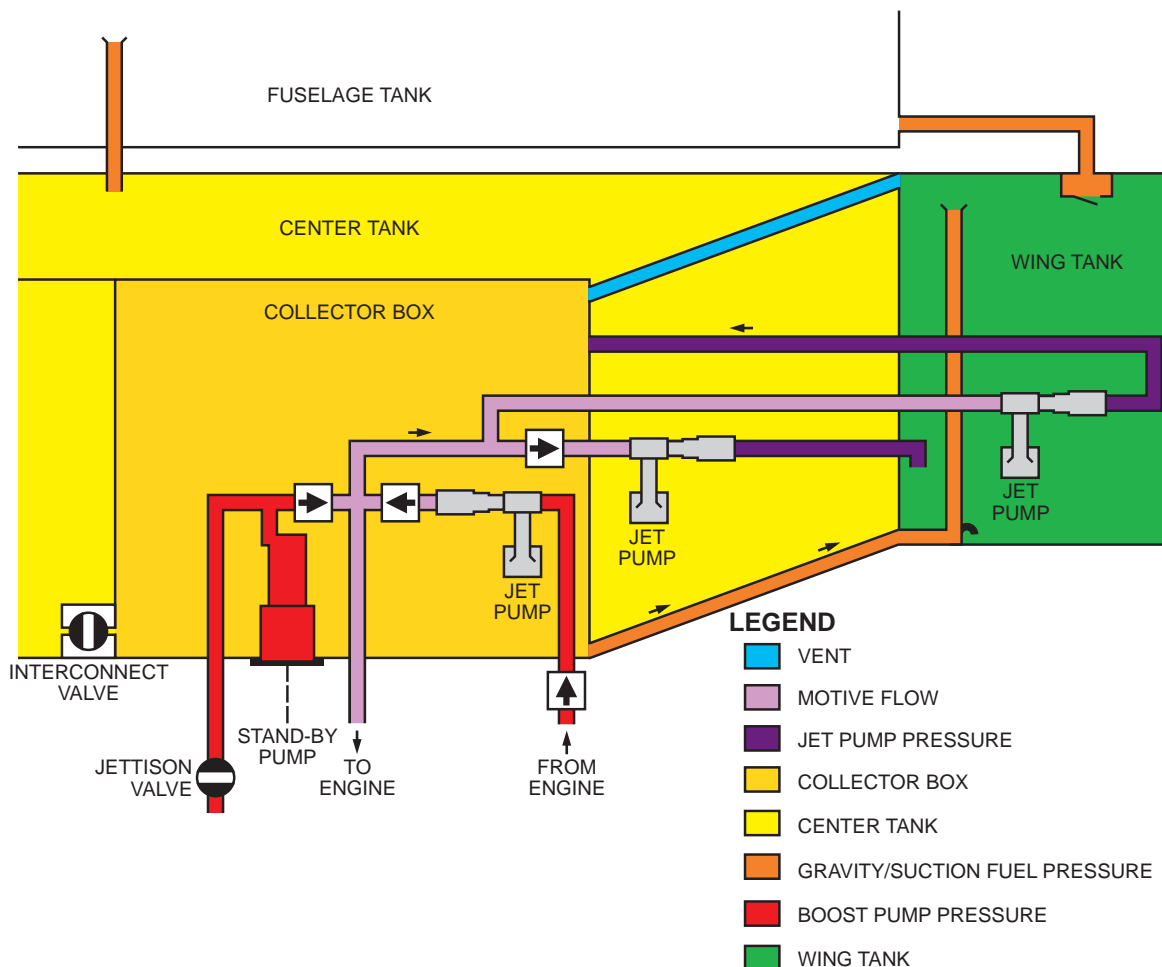 FUSELAGE TANK
CENTER TANK
WING TANK
COLLECTOR BOX
JET
PUMP
JET
PUMP
JET
PUMP
INTERCONNECT
VALVE
STAND-BY
PUMP
JETTISON
VALVE
TO
ENGINE
FROM
ENGINE
LEGEND
VENT
MOTIVE FLOW
JET PUMP PRESSURE
COLLECTOR BOX
CENTER TANK
GRAVITY/SUCTION FUEL PRESSURE
BOOST PUMP PRESSURE
WING TANK